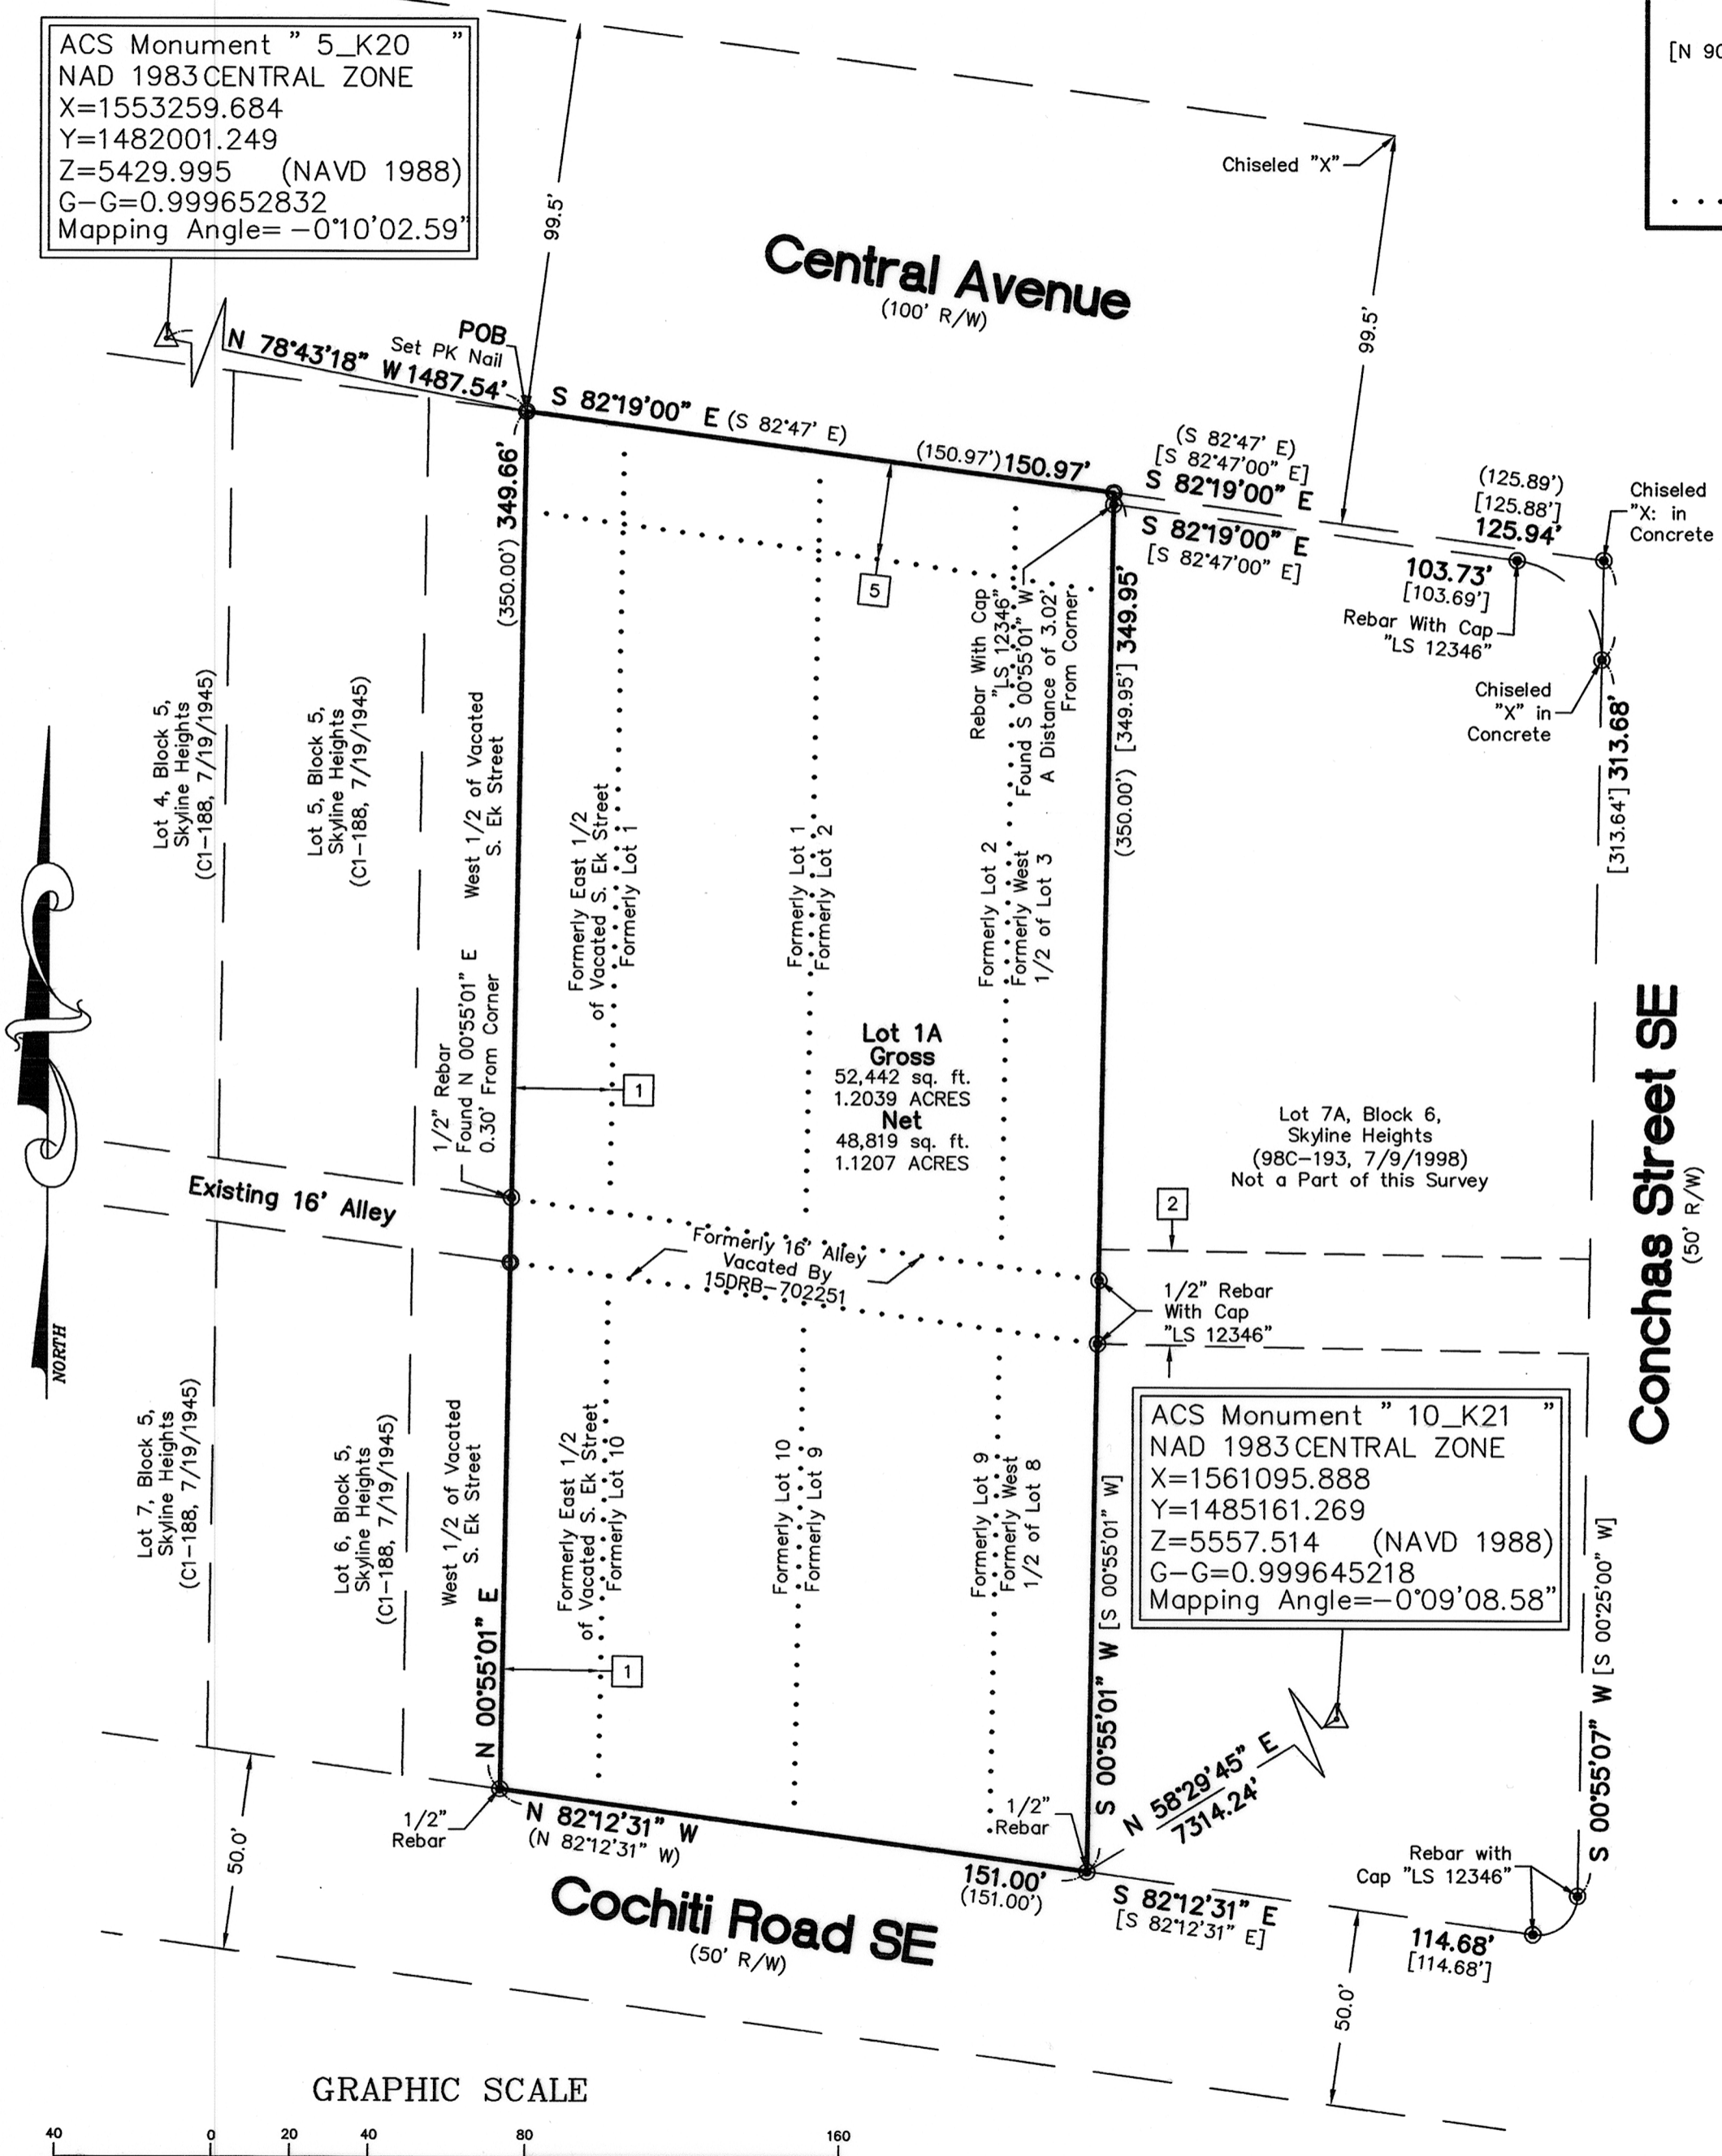 ACS Monument " 5_K20 "
NAD 1983 CENTRAL ZONE
X=1553259.684
Y=1482001.249
Z=5429.995 (NAVD 1988)
G-G=0.999652832
Mapping Angle= -0°10'02.59"
[N 90
. . .
99.5'
Chiseled "X"
99.5'
Central Avenue
(100' R/W)
POB
Set PK Nail
N 78°43'18" W 1487.54'
S 82°19'00" E (S 82°47' E)
(150.97') 150.97'
(S 82°47' E)
[S 82°47'00" E]
S 82°19'00" E
S 82°19'00" E
[S 82°47'00" E]
(125.89')
[125.88']
125.94'
Chiseled
"X: in
Concrete
103.73'
[103.69']
Rebar With Cap
"LS 12346"
Chiseled
"X" in
Concrete
5
(350.00') 349.66'
Rebar With Cap
"LS 12346"
Found S 00°55'01" W
A Distance of 3.02'
From Corner
(350.00') [349.95'] 349.95'
[313.64'] 313.68'
Lot 4, Block 5,
Skyline Heights
(C1-188, 7/19/1945)
Lot 5, Block 5,
Skyline Heights
(C1-188, 7/19/1945)
West 1/2 of Vacated
S. Ek Street
Formerly East 1/2
of Vacated S. Ek Street
Formerly Lot 1
Formerly Lot 1
Formerly Lot 2
Formerly Lot 2
Formerly West
1/2 of Lot 3
1/2" Rebar
Found N 00°55'01" E
0.30' From Corner
Lot 1A
Gross
52,442 sq. ft.
1.2039 ACRES
Net
48,819 sq. ft.
1.1207 ACRES
1
Lot 7A, Block 6,
Skyline Heights
(98C-193, 7/9/1998)
Not a Part of this Survey
Conchas Street SE
(50' R/W)
Existing 16' Alley
2
Formerly 16' Alley
Vacated By
15DRB-702251
1/2" Rebar
With Cap
"LS 12346"
NORTH
ACS Monument " 10_K21 "
NAD 1983 CENTRAL ZONE
X=1561095.888
Y=1485161.269
Z=5557.514 (NAVD 1988)
G-G=0.999645218
Mapping Angle=-0°09'08.58"
Lot 7, Block 5,
Skyline Heights
(C1-188, 7/19/1945)
Lot 6, Block 5,
Skyline Heights
(C1-188, 7/19/1945)
West 1/2 of Vacated
S. Ek Street
N 00°55'01" E
Formerly East 1/2
of Vacated S. Ek Street
Formerly Lot 10
Formerly Lot 10
Formerly Lot 9
Formerly Lot 9
Formerly West
1/2 of Lot 8
S 00°55'01" W [S 00°55'01" W]
S 00°55'07" W [S 00°25'00" W]
1
N 58°29'45" E
7314.24'
1/2"
Rebar
N 82°12'31" W
(N 82°12'31" W)
1/2"
Rebar
151.00'
(151.00')
S 82°12'31" E
[S 82°12'31" E]
Rebar with
Cap "LS 12346"
114.68'
[114.68']
50.0'
Cochiti Road SE
(50' R/W)
50.0'
GRAPHIC SCALE
40 0 20 40 80 160